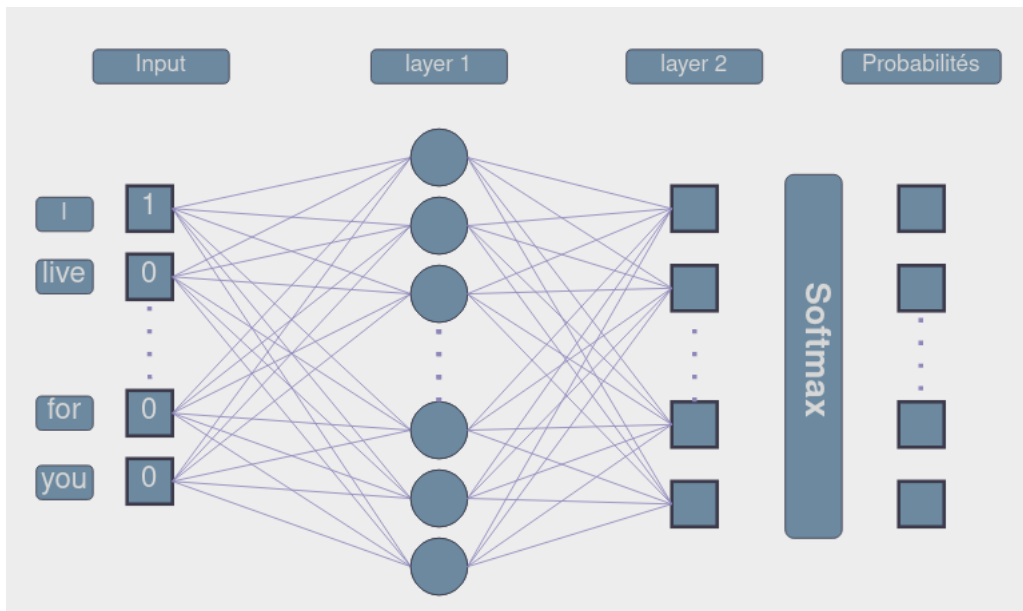 Input
layer 1
layer 2
Probabilités
I
1
live
0
for
0
you
0
Softmax